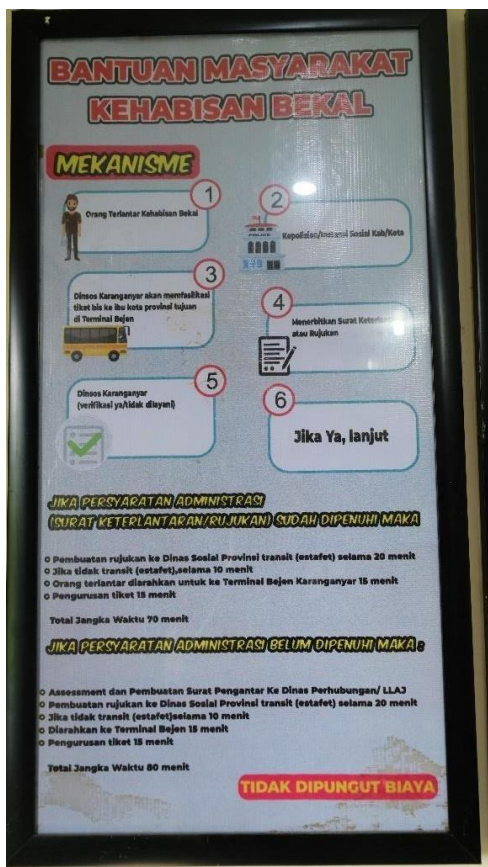 BANTUAN MASYARAKAT
KEHABISAN BEKAL
MEKANISME
1
Orang Terlantar Kehabisan Bekal
2
POLICE
Kepolisian/Instansi Sosial Kab/Kota
3
Dinsos Karanganyar akan memfasilitasi
tiket bis ke ibu kota provinsi tujuan
di Terminal Bejen
4
Menerbitkan Surat
atau Rujukan
5
Dinsos Karanganyar
(verifikasi ya/tidak dilayani)
6
Jika Ya, lanjut
JIKA PERSYARATAN ADMINISTRASI
(SURAT KETERLANTARAN/RUJUKAN) SUDAH DIPENUHI MAKA
Pembuatan rujukan ke Dinas Sosial Provinsi transit (estafet) selama 20 menit
Jika tidak transit (estafet),selama 10 menit
Orang terlantar diarahkan untuk ke Terminal Bejen Karanganyar 15 menit
Pengurusan tiket 15 menit
Total Jangka Waktu 70 menit
JIKA PERSYARATAN ADMINISTRASI BELUM DIPENUHI MAKA :
Assessment dan Pembuatan Surat Pengantar Ke Dinas Perhubungan/ LLAJ
Pembuatan rujukan ke Dinas Sosial Provinsi transit (estafet) selama 20 menit
Jika tidak transit (estafet)selama 10 menit
Diarahkan ke Terminal Bejen 15 menit
Pengurusan tiket 15 menit
Total Jangka Waktu 80 menit
TIDAK DIPUNGUT BIAYA